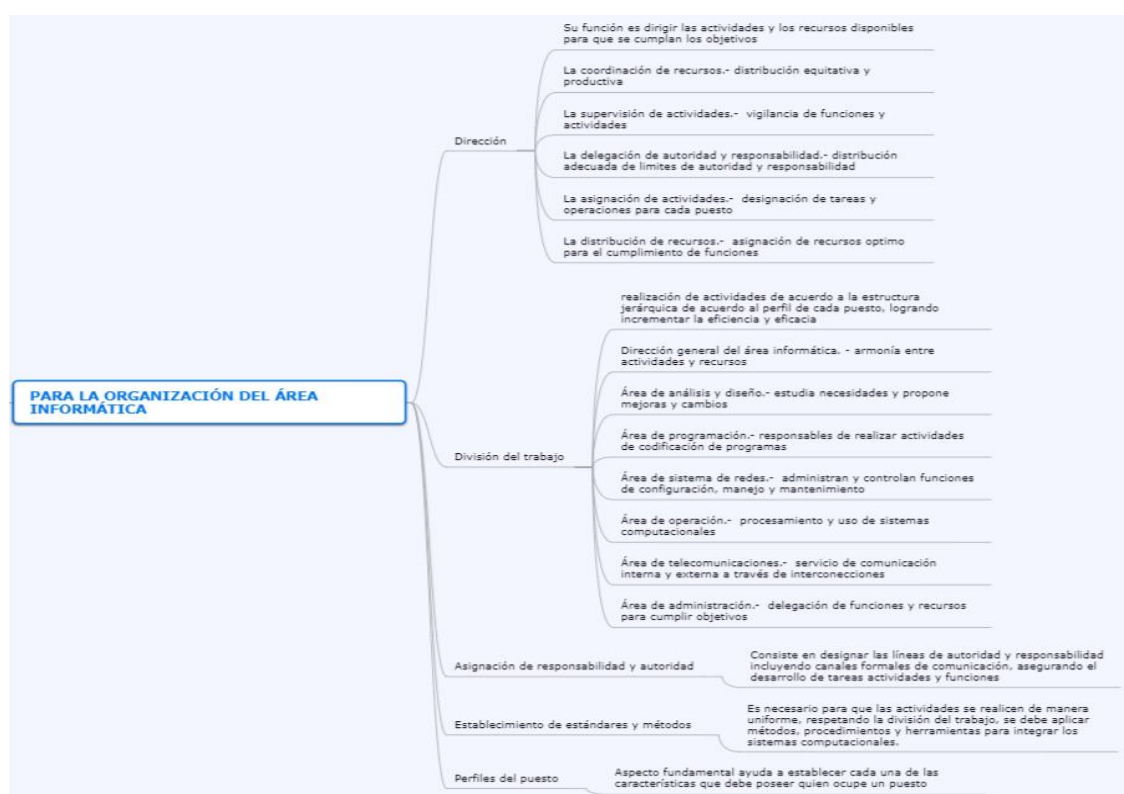 Su función es dirigir las actividades y los recursos disponibles
para que se cumplan los objetivos
La coordinación de recursos.- distribución equitativa y
productiva
La supervisión de actividades.- vigilancia de funciones y
actividades
Dirección
La delegación de autoridad y responsabilidad.- distribución
adecuada de limites de autoridad y responsabilidad
La asignación de actividades.- designación de tareas y
operaciones para cada puesto
La distribución de recursos.- asignación de recursos optimo
para el cumplimiento de funciones
realización de actividades de acuerdo a la estructura
jerárquica de acuerdo al perfil de cada puesto, logrando
incrementar la eficiencia y eficacia
Dirección general del área informática. - armonía entre
actividades y recursos
PARA LA ORGANIZACIÓN DEL ÁREA
INFORMÁTICA
Área de análisis y diseño.- estudia necesidades y propone
mejoras y cambios
Área de programación.- responsables de realizar actividades
de codificación de programas
División del trabajo
Área de sistema de redes.- administran y controlan funciones
de configuración, manejo y mantenimiento
Área de operación.- procesamiento y uso de sistemas
computacionales
Área de telecomunicaciones.- servicio de comunicación
interna y externa a través de interconecciones
Área de administración.- delegación de funciones y recursos
para cumplir objetivos
Asignación de responsabilidad y autoridad
Consiste en designar las líneas de autoridad y responsabilidad
incluyendo canales formales de comunicación, asegurando el
desarrollo de tareas actividades y funciones
Establecimiento de estándares y métodos
Es necesario para que las actividades se realicen de manera
uniforme, respetando la división del trabajo, se debe aplicar
métodos, procedimientos y herramientas para integrar los
sistemas computacionales.
Perfiles del puesto
Aspecto fundamental ayuda a establecer cada una de las
características que debe poseer quien ocupe un puesto